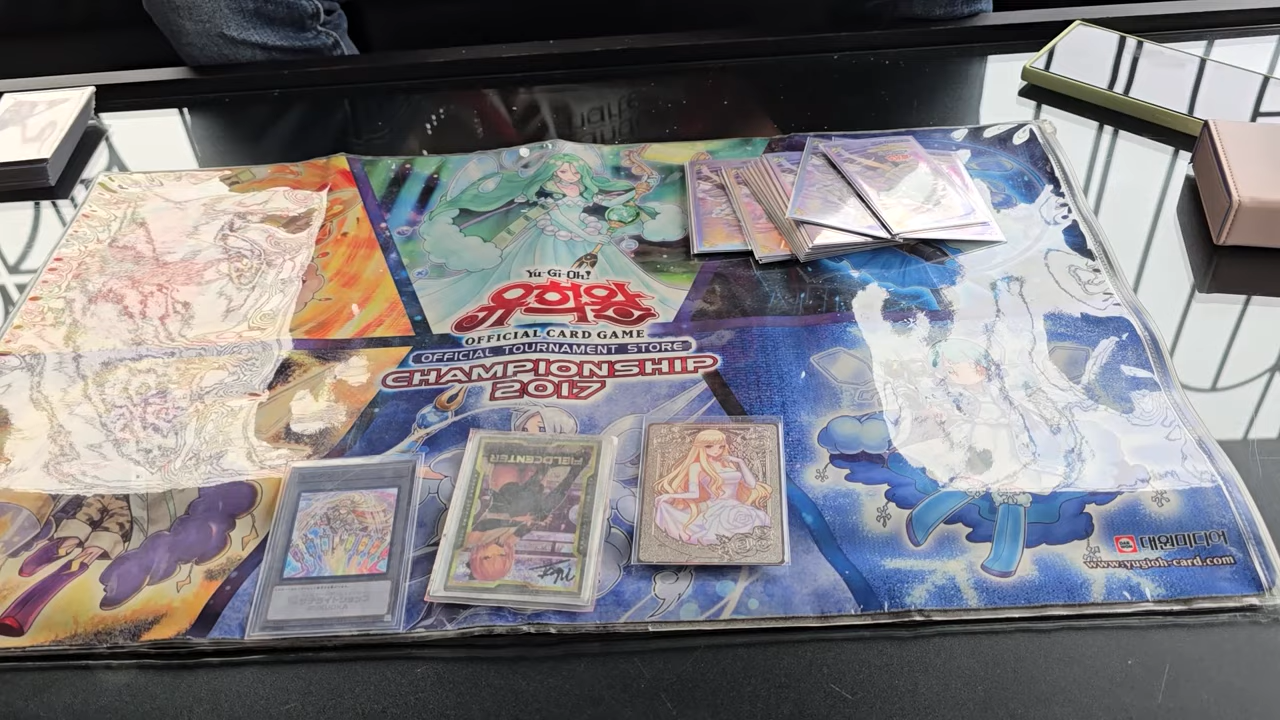 Yu-Gi-Oh!
유희왕
OFFICIAL CARD GAME
OFFICIAL TOURNAMENT STORE
CHAMPIONSHIP
2017
FIELDCENTER
대원미디어
www.yugioh-card.com